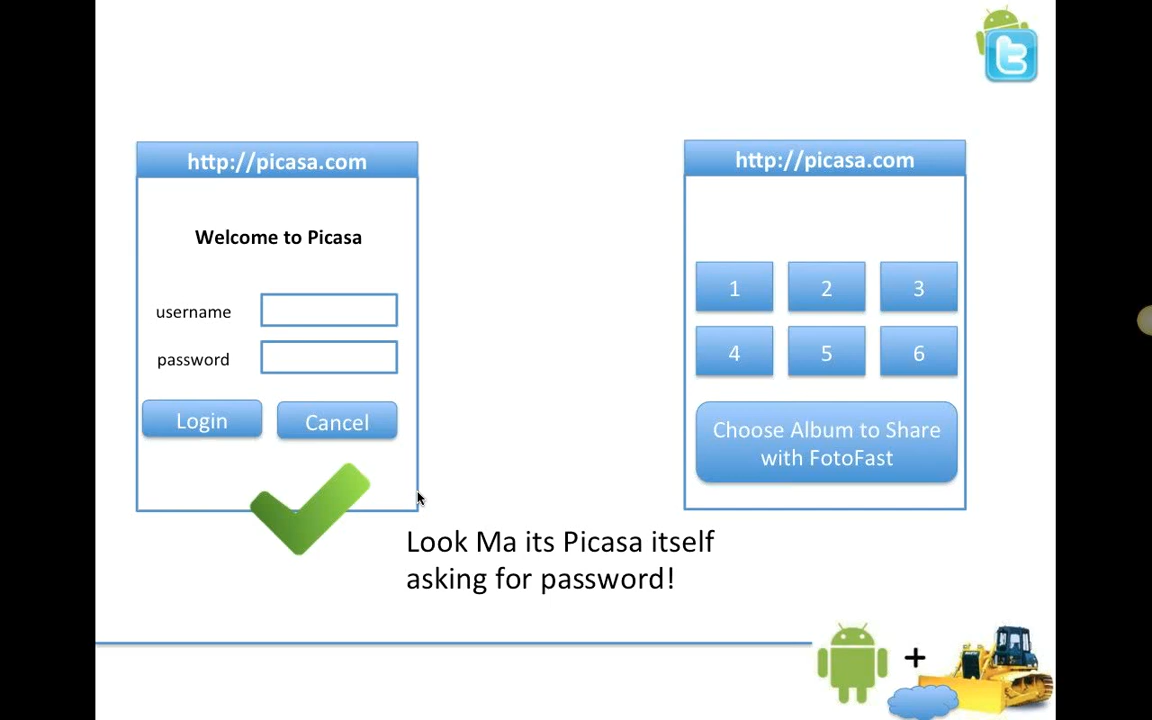 http://picasa.com
Welcome to Picasa
username
password
Login
Cancel
http://picasa.com
1 2 3
4 5 6
Choose Album to Share
with FotoFast
Look Ma its Picasa itself
asking for password!
+